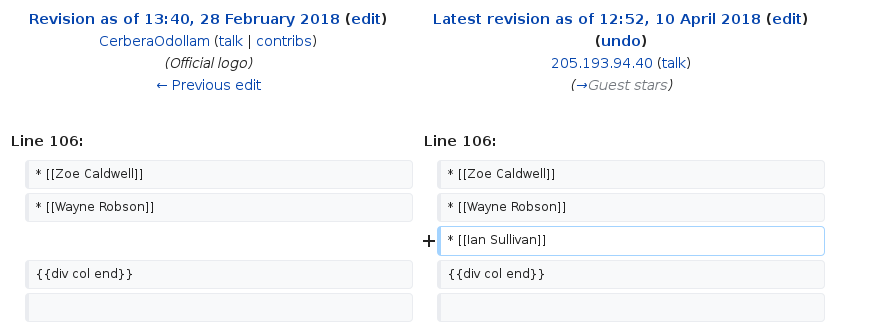 Revision as of 13:40, 28 February 2018 (edit)
CerberaOdollam (talk | contribs)
(Official logo)
← Previous edit
Latest revision as of 12:52, 10 April 2018 (edit)
(undo)
205.193.94.40 (talk)
(→Guest stars)
Line 106:
Line 106:
* [[Zoe Caldwell]]
* [[Zoe Caldwell]]
* [[Wayne Robson]]
* [[Wayne Robson]]
+ * [[Ian Sullivan]]
{{div col end}}
{{div col end}}